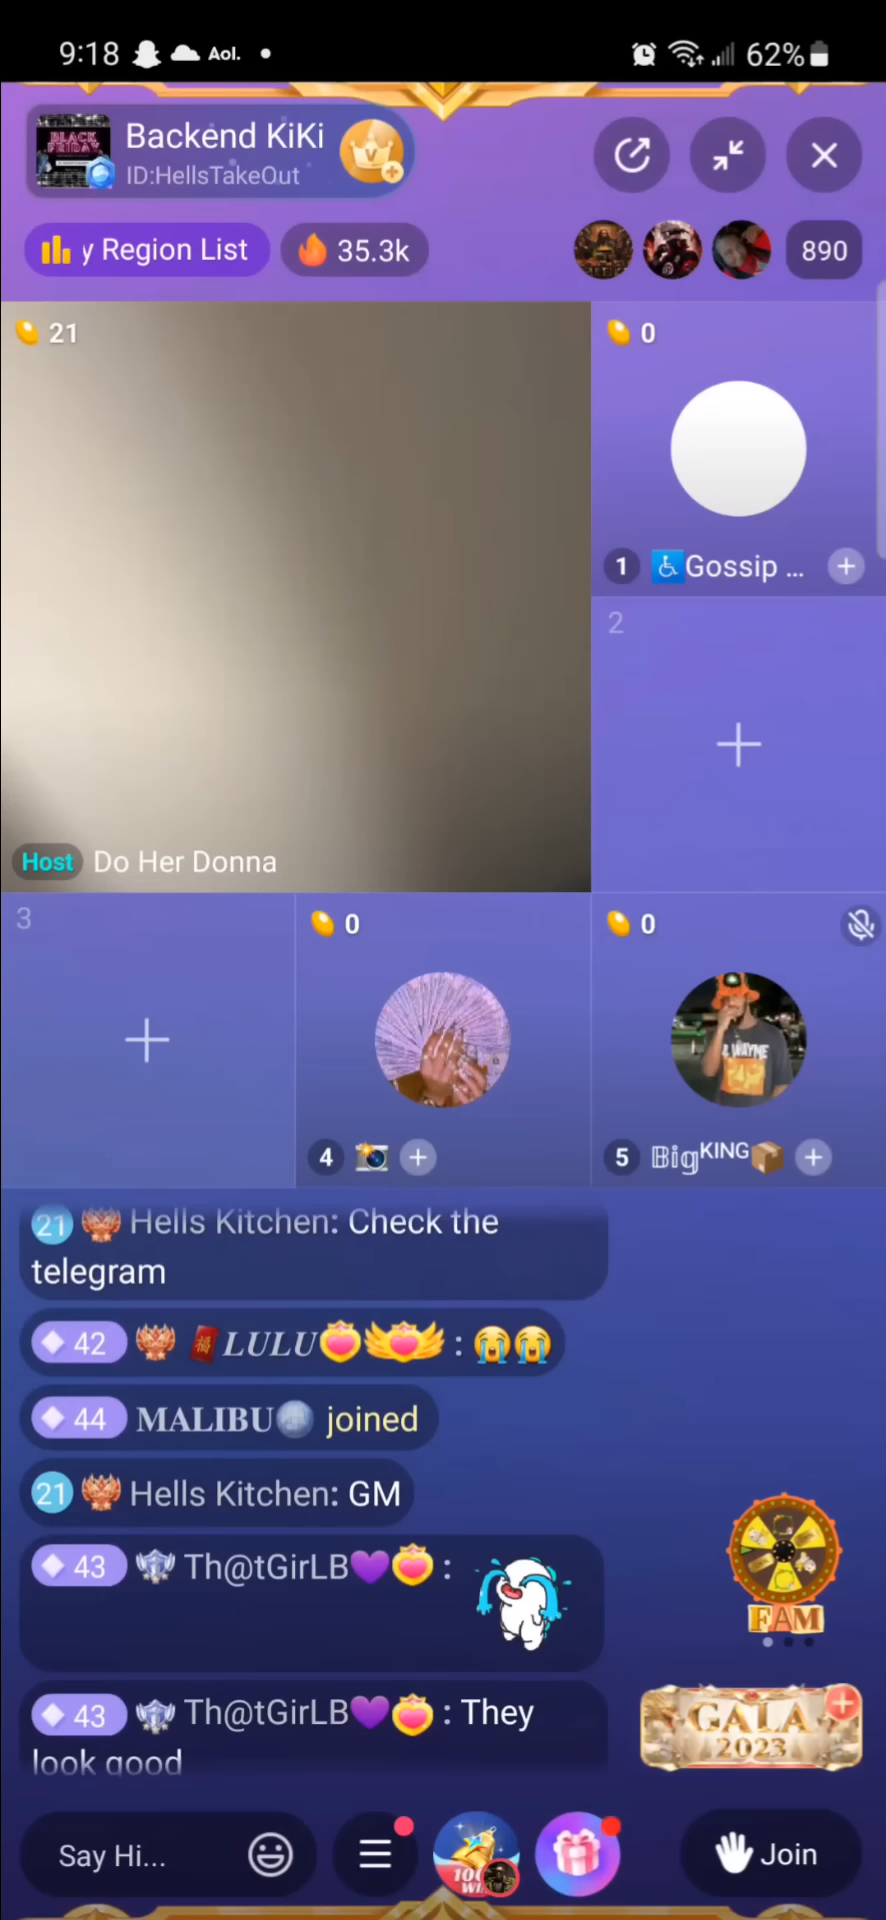 9:18 Aol. 62%
BLACK
FRIDAY
Backend KiKi
V
ID:HellsTakeOut
y Region List 35.3k 890
21
0
1 ♿Gossip ...
2
Host Do Her Donna
3
0
0
L WAYNE
4 📸
5 𝔹𝕚𝕘ᴷᴵᴺᴳ📦
21 Hells Kitchen: Check the
telegram
42 🧧𝑳𝑼𝑳𝑼 : 😭😭
44 𝐌𝐀𝐋𝐈𝐁𝐔🪩 joined
21 Hells Kitchen: GM
43 Th@tGirLB💜 :
43 Th@tGirLB💜 : They
look good
FAM
GALA
2023
Say Hi...
Join